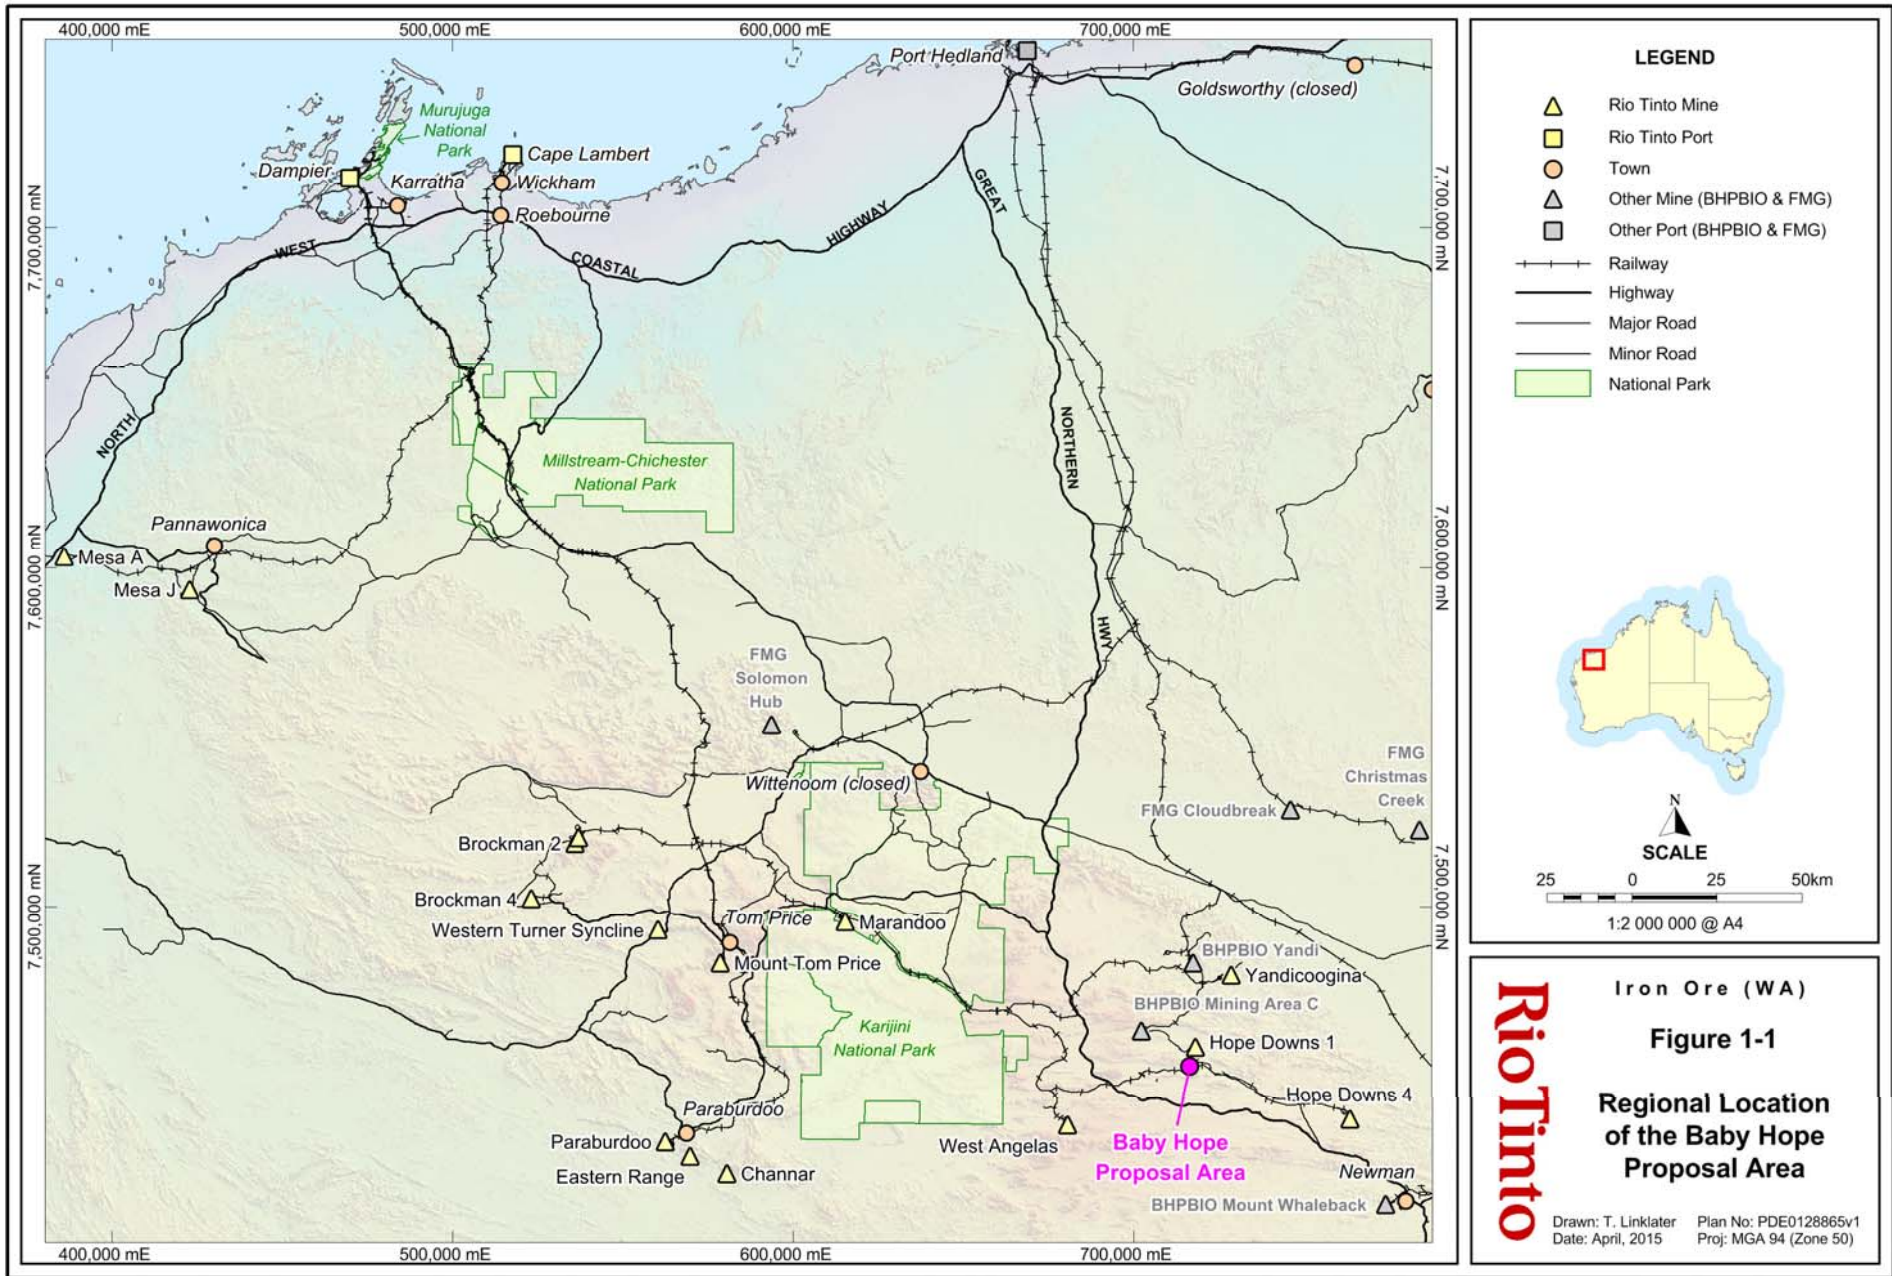 400,000 mE
500,000 mE
600,000 mE
700,000 mE
Port Hedland
Goldsworthy (closed)
Murujuga
National
Park
Dampier
Cape Lambert
Karratha
Wickham
Roebourne
7,700,000 mN
7,700,000 mN
WEST
COASTAL
HIGHWAY
GREAT
NORTH
NORTHERN
Millstream-Chichester
National Park
Pannawonica
Mesa A
Mesa J
7,600,000 mN
7,600,000 mN
HWY
FMG
Solomon
Hub
Wittenoom (closed)
FMG Cloudbreak
FMG
Christmas
Creek
Brockman 2
Brockman 4
Western Turner Syncline
Tom Price
Marandoo
Mount Tom Price
7,500,000 mN
7,500,000 mN
BHPBIO Yandi
Yandicoogina
BHPBIO Mining Area C
Karijini
National Park
Hope Downs 1
Hope Downs 4
Paraburdoo
Paraburdoo
Eastern Range
Channar
West Angelas
Baby Hope
Proposal Area
Newman
BHPBIO Mount Whaleback
400,000 mE
500,000 mE
600,000 mE
700,000 mE
LEGEND
Rio Tinto Mine
Rio Tinto Port
Town
Other Mine (BHPBIO & FMG)
Other Port (BHPBIO & FMG)
Railway
Highway
Major Road
Minor Road
National Park
N
SCALE
25 0 25 50km
1:2 000 000 @ A4
RioTinto
Iron Ore (WA)
Figure 1-1
Regional Location
of the Baby Hope
Proposal Area
Drawn: T. Linklater Plan No: PDE0128865v1
Date: April, 2015 Proj: MGA 94 (Zone 50)